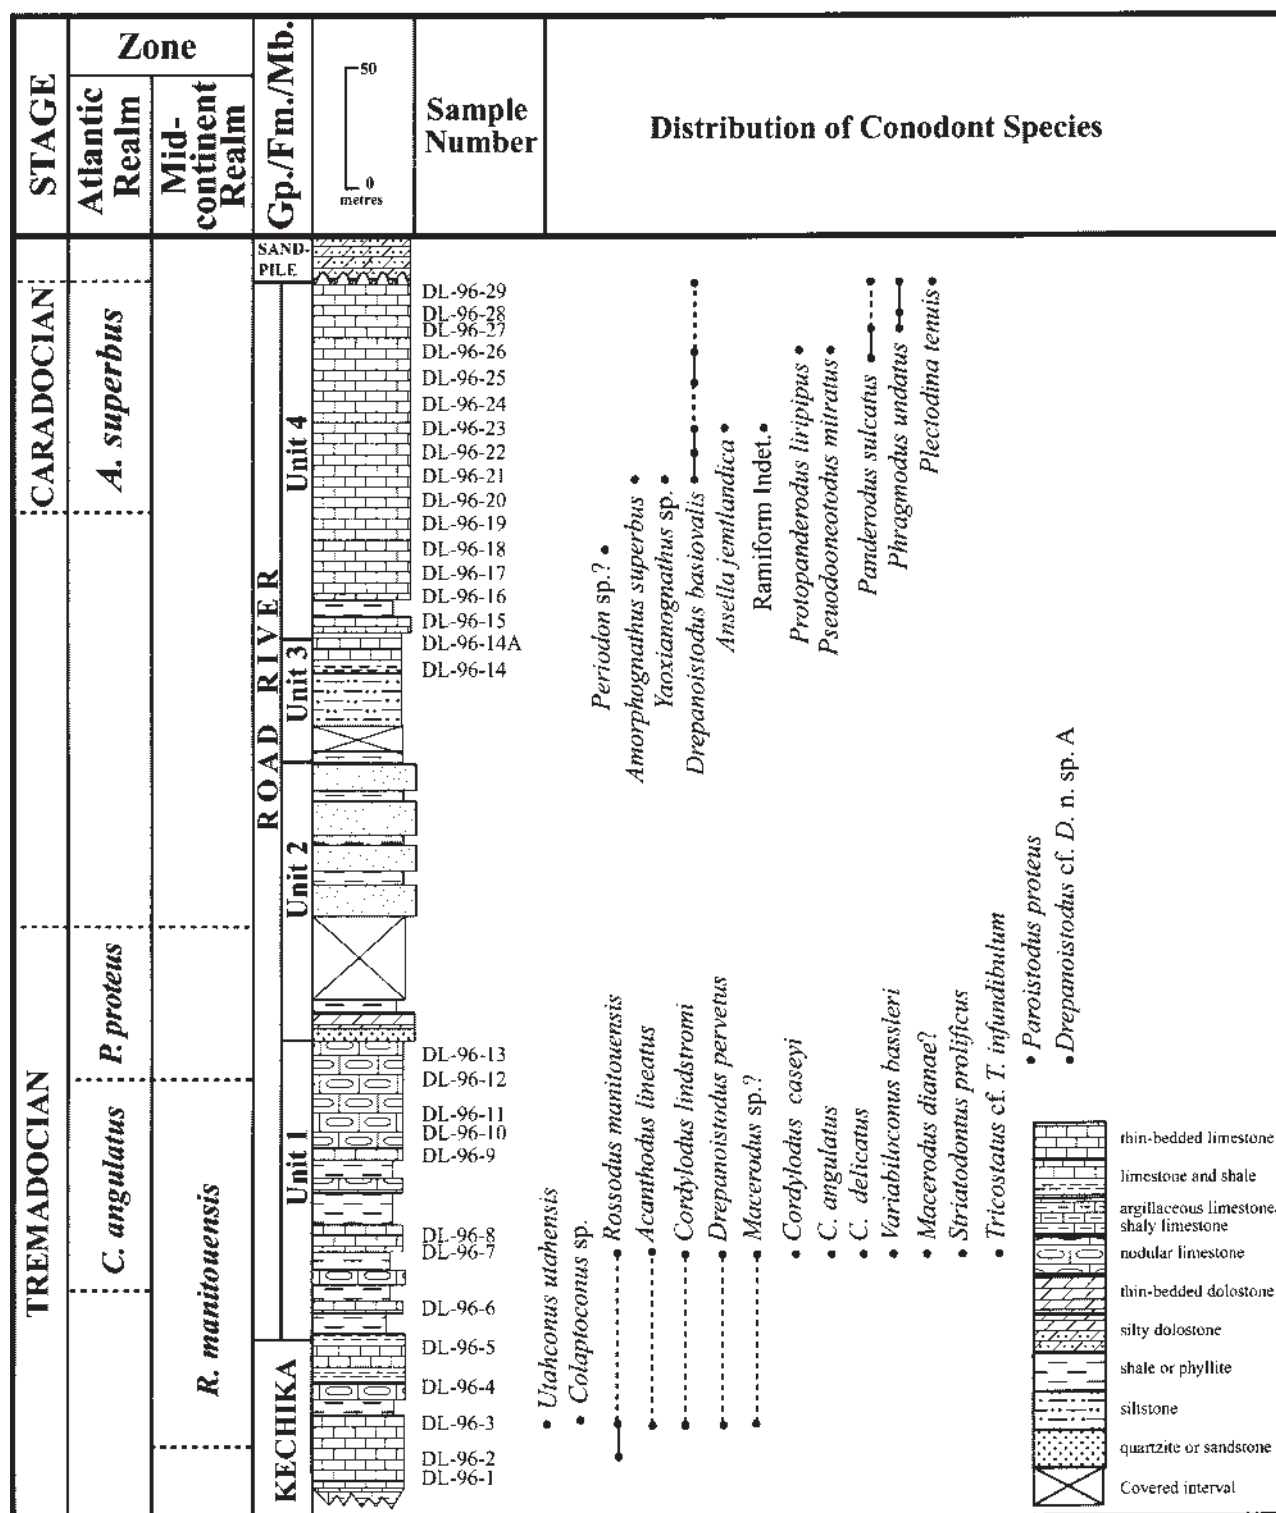 STAGE
Zone
Atlantic
Realm
Mid-
continent
Realm
Gp./Fm./Mb.
50
0
metres
Sample
Number
Distribution of Conodont Species
CARADOCIAN
TREMADOCIAN
A. superbus
P. proteus
C. angulatus
R. manitouensis
SAND-
PILE
ROAD RIVER
KECHIKA
Unit 4
Unit 3
Unit 2
Unit 1
DL-96-29
DL-96-28
DL-96-27
DL-96-26
DL-96-25
DL-96-24
DL-96-23
DL-96-22
DL-96-21
DL-96-20
DL-96-19
DL-96-18
DL-96-17
DL-96-16
DL-96-15
DL-96-14A
DL-96-14
DL-96-13
DL-96-12
DL-96-11
DL-96-10
DL-96-9
DL-96-8
DL-96-7
DL-96-6
DL-96-5
DL-96-4
DL-96-3
DL-96-2
DL-96-1
Periodon sp.?
Amorphognathus superbus
Yaoxianognathus sp.
Drepanoistodus basiovalis
Ansella jemtlandica
Ramiform Indet.
Protopanderodus liripipus
Pseuodooneotodus mitratus
Panderodus sulcatus
Phragmodus undatus
Plectodina tenuis
Utahconus utahensis
Colaptoconus sp.
Rossodus manitouensis
Acanthodus lineatus
Cordylodus lindstromi
Drepanoistodus pervetus
Macerodus sp.?
Cordylodus caseyi
C. angulatus
C. delicatus
Variabiloconus bassleri
Macerodus dianae?
Striatodontus prolificus
Tricostatus cf. T. infundibulum
Paroistodus proteus
Drepanoistodus cf. D. n. sp. A
thin-bedded limestone
limestone and shale
argillaceous limestone,
shaly limestone
nodular limestone
thin-bedded dolostone
silty dolostone
shale or phyllite
siltstone
quartzite or sandstone
Covered interval